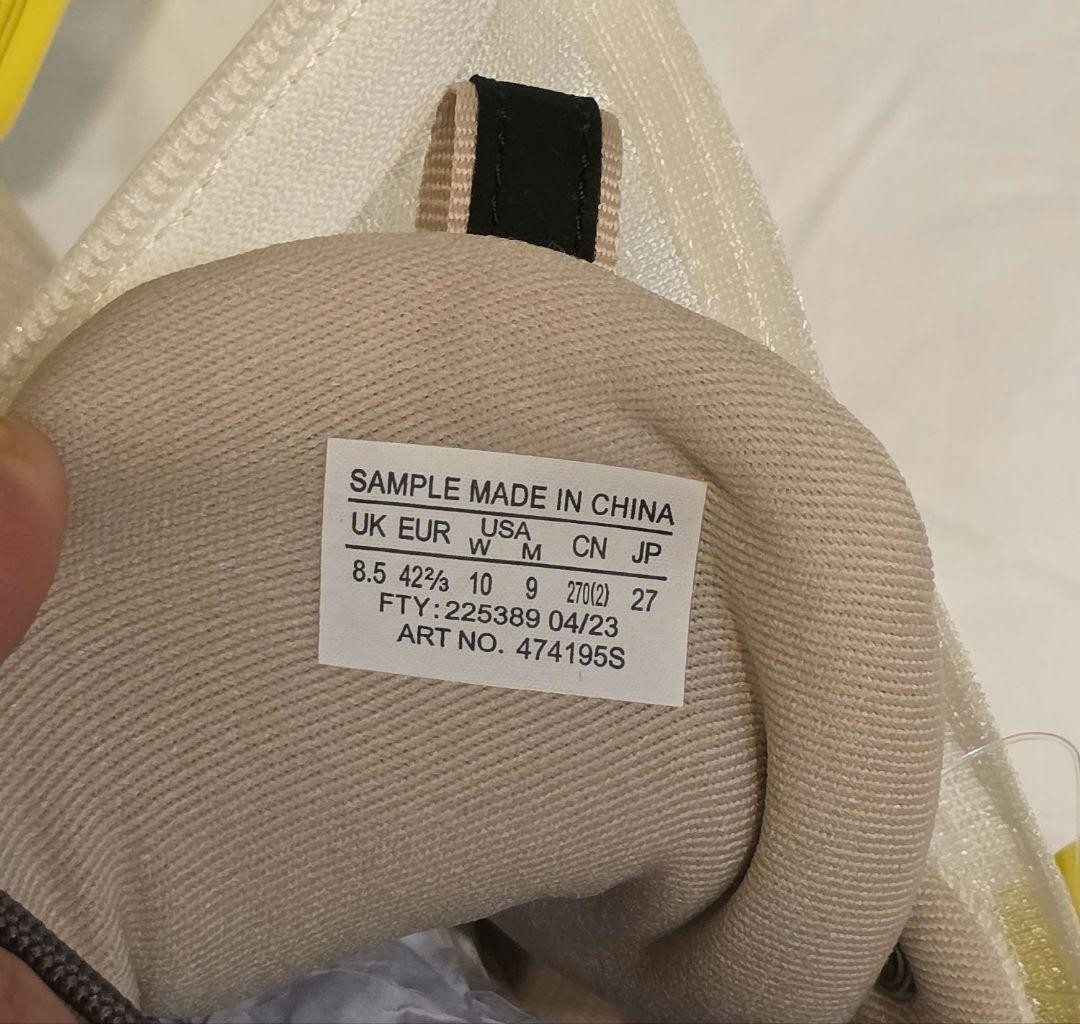 SAMPLE MADE IN CHINA
UK EUR USA CN JP
W M
8.5 42⅔ 10 9 270(2) 27
FTY: 225389 04/23
ART NO. 474195S